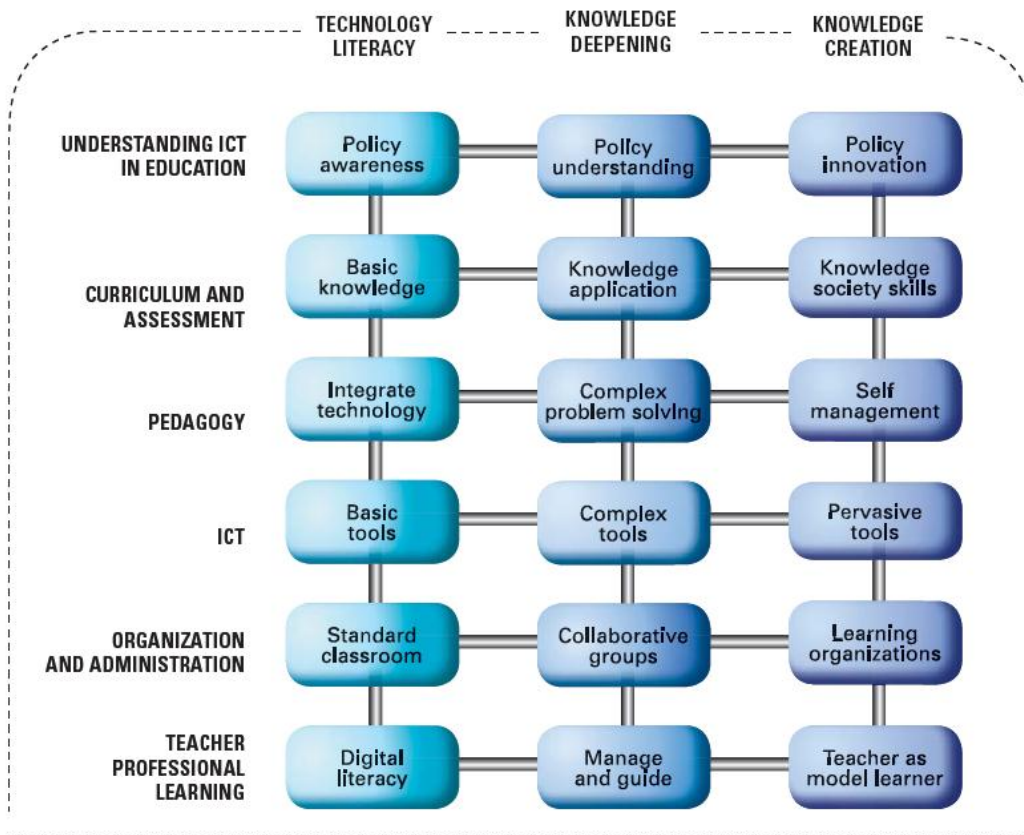 TECHNOLOGY
LITERACY
KNOWLEDGE
DEEPENING
KNOWLEDGE
CREATION
UNDERSTANDING ICT
IN EDUCATION
Policy
awareness
Policy
understanding
Policy
innovation
CURRICULUM AND
ASSESSMENT
Basic
knowledge
Knowledge
application
Knowledge
society skills
PEDAGOGY
Integrate
technology
Complex
problem solving
Self
management
ICT
Basic
tools
Complex
tools
Pervasive
tools
ORGANIZATION
AND ADMINISTRATION
Standard
classroom
Collaborative
groups
Learning
organizations
TEACHER
PROFESSIONAL
LEARNING
Digital
literacy
Manage
and guide
Teacher as
model learner